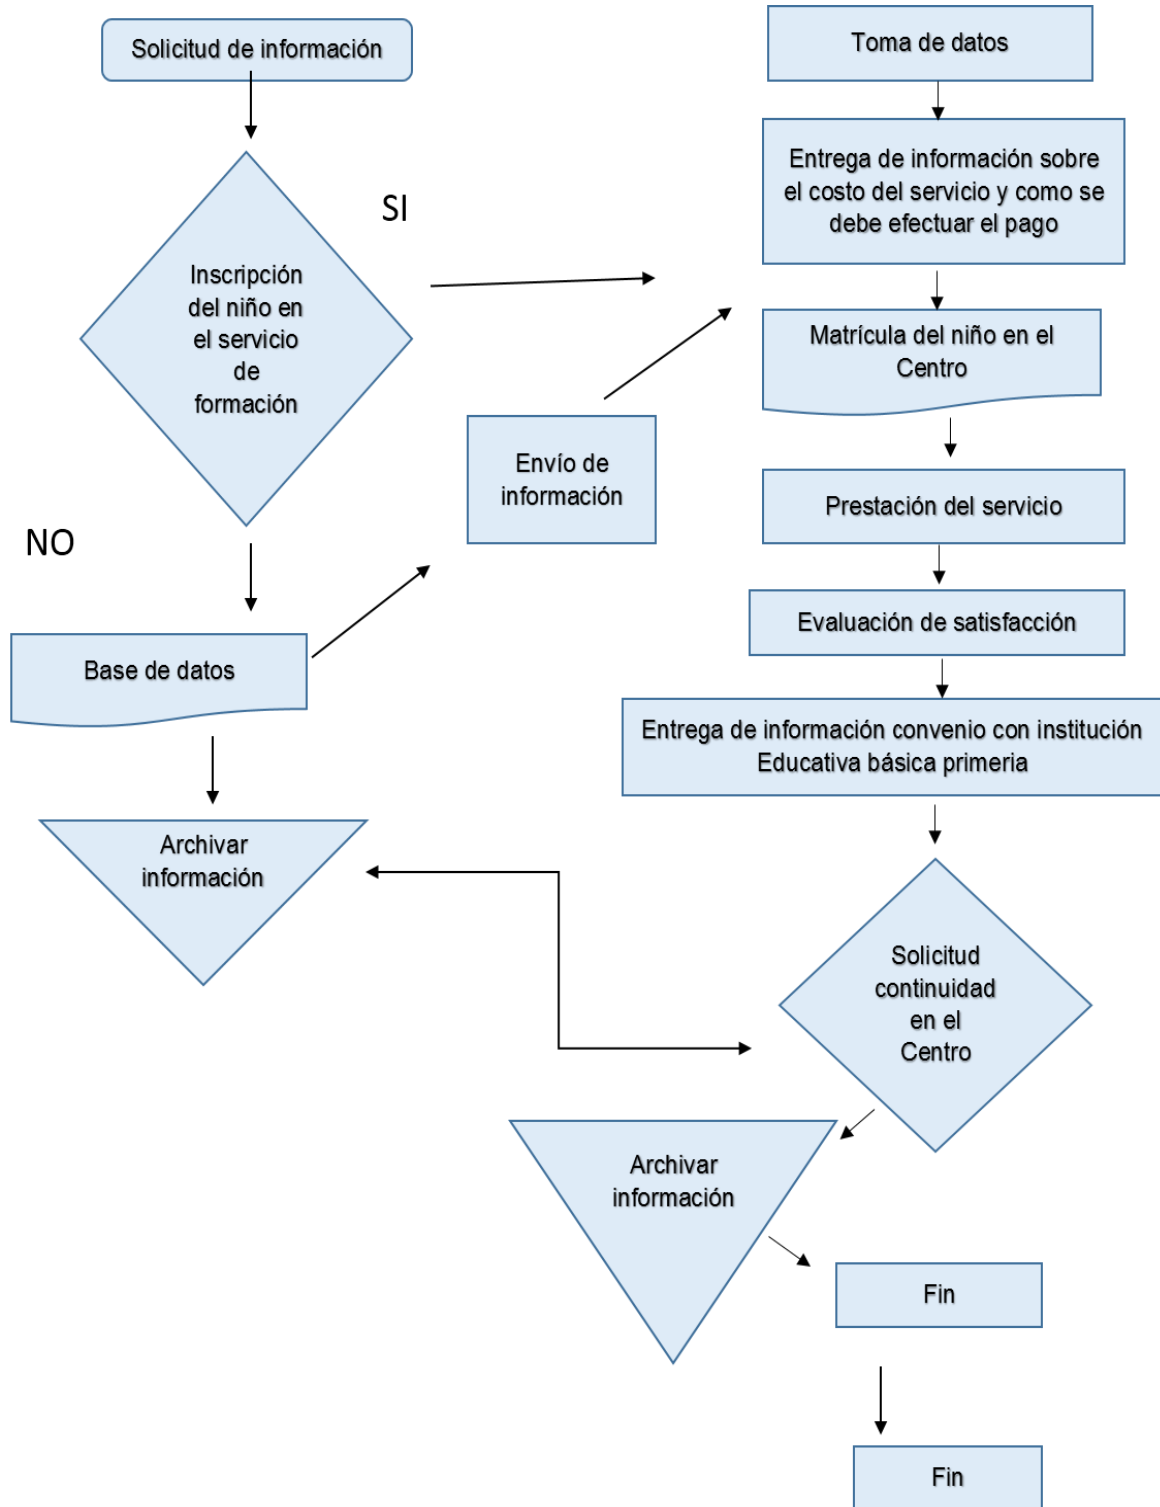 Solicitud de información
SI
Inscripción
del niño en
el servicio
de
formación
NO
Envío de
información
Base de datos
Archivar
información
Toma de datos
Entrega de información sobre
el costo del servicio y como se
debe efectuar el pago
Matrícula del niño en el
Centro
Prestación del servicio
Evaluación de satisfacción
Entrega de información convenio con institución
Educativa básica primeria
Solicitud
continuidad
en el
Centro
Archivar
información
Fin
Fin